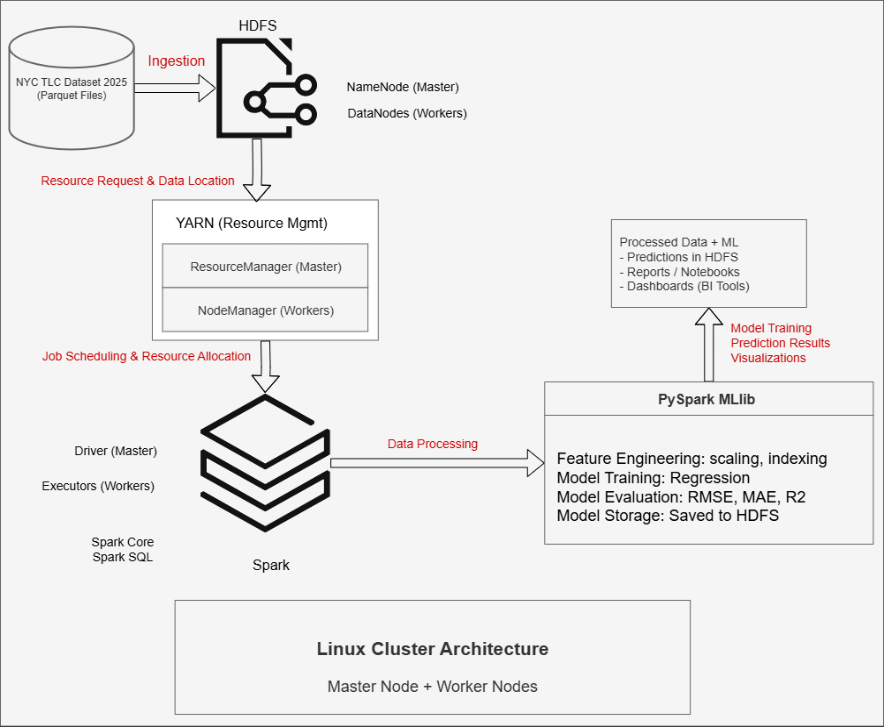 HDFS
NYC TLC Dataset 2025
(Parquet Files)
Ingestion
NameNode (Master)
DataNodes (Workers)
Resource Request & Data Location
YARN (Resource Mgmt)
ResourceManager (Master)
NodeManager (Workers)
Job Scheduling & Resource Allocation
Driver (Master)
Executors (Workers)
Spark Core
Spark SQL
Spark
Data Processing
PySpark MLlib
Feature Engineering: scaling, indexing
Model Training: Regression
Model Evaluation: RMSE, MAE, R2
Model Storage: Saved to HDFS
Model Training
Prediction Results
Visualizations
Processed Data + ML
- Predictions in HDFS
- Reports / Notebooks
- Dashboards (BI Tools)
Linux Cluster Architecture
Master Node + Worker Nodes